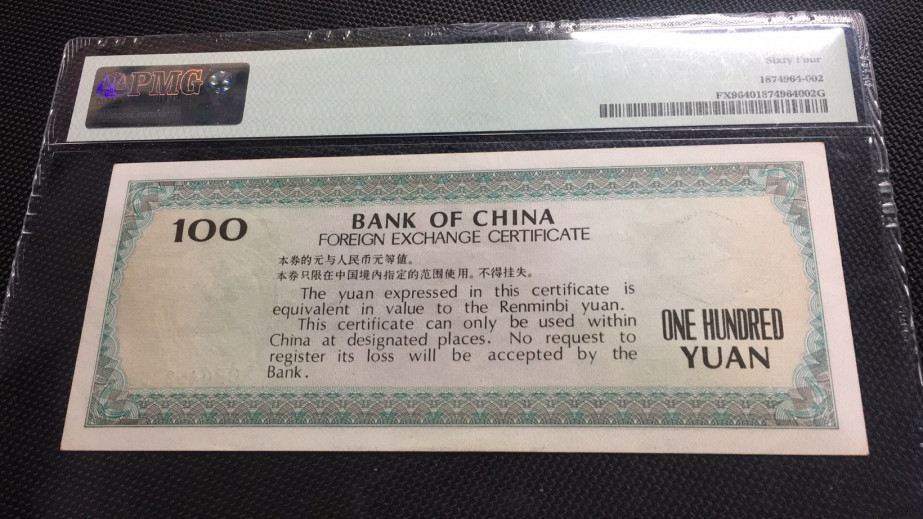 PMG
Sixty Four
1874964-002
FX96401874964002G
100
BANK OF CHINA
FOREIGN EXCHANGE CERTIFICATE
本券的元与人民币元等值。
本券只限在中国境内指定的范围使用。不得挂失。
The yuan expressed in this certificate is
equivalent in value to the Renminbi yuan.
This certificate can only be used within
China at designated places. No request to
register its loss will be accepted by the
Bank.
ONE HUNDRED
YUAN